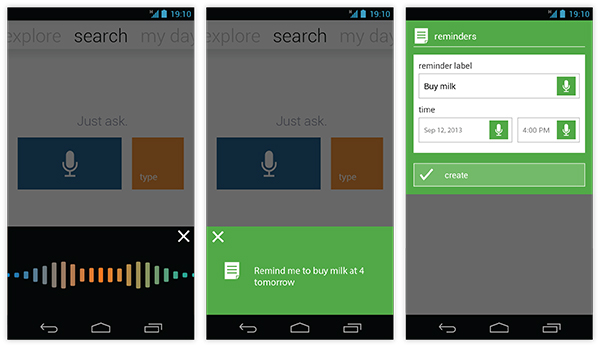 19:10
explore search my day
Just ask.
type
19:10
explore search my day
Just ask.
type
Remind me to buy milk at 4
tomorrow
19:10
reminders
reminder label
Buy milk
time
Sep 12, 2013
4:00 PM
create